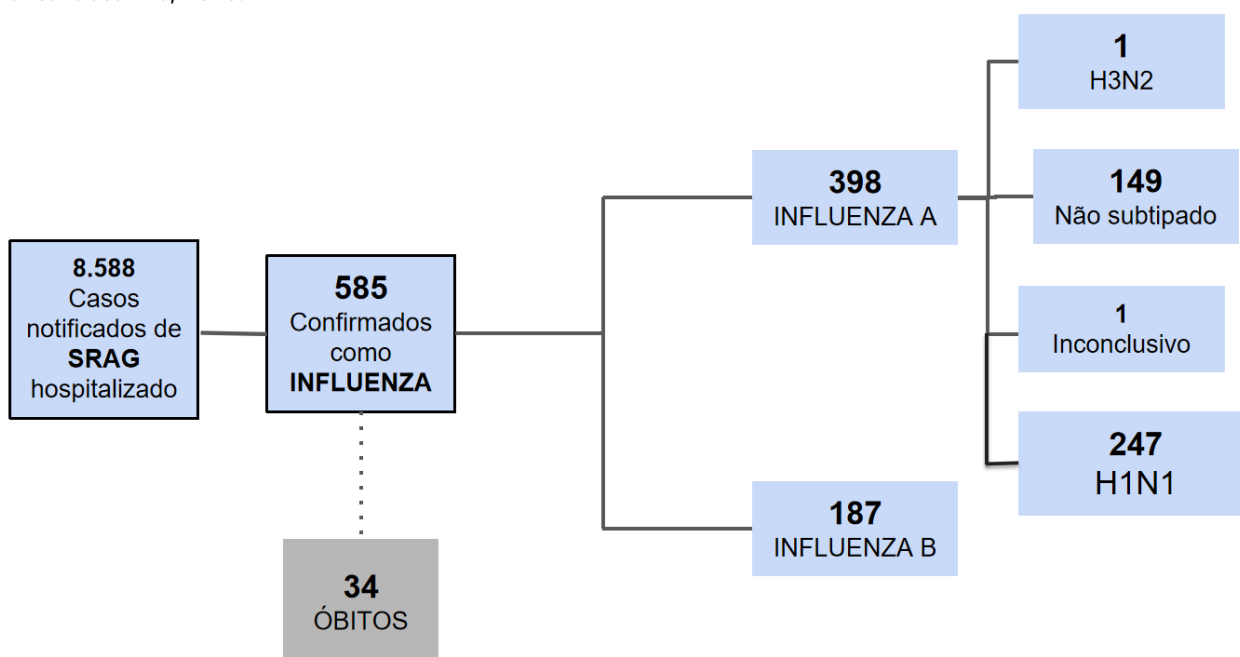 8.588
Casos
notificados de
SRAG
hospitalizado
585
Confirmados
como
INFLUENZA
34
ÓBITOS
398
INFLUENZA A
187
INFLUENZA B
1
H3N2
149
Não subtipado
1
Inconclusivo
247
H1N1